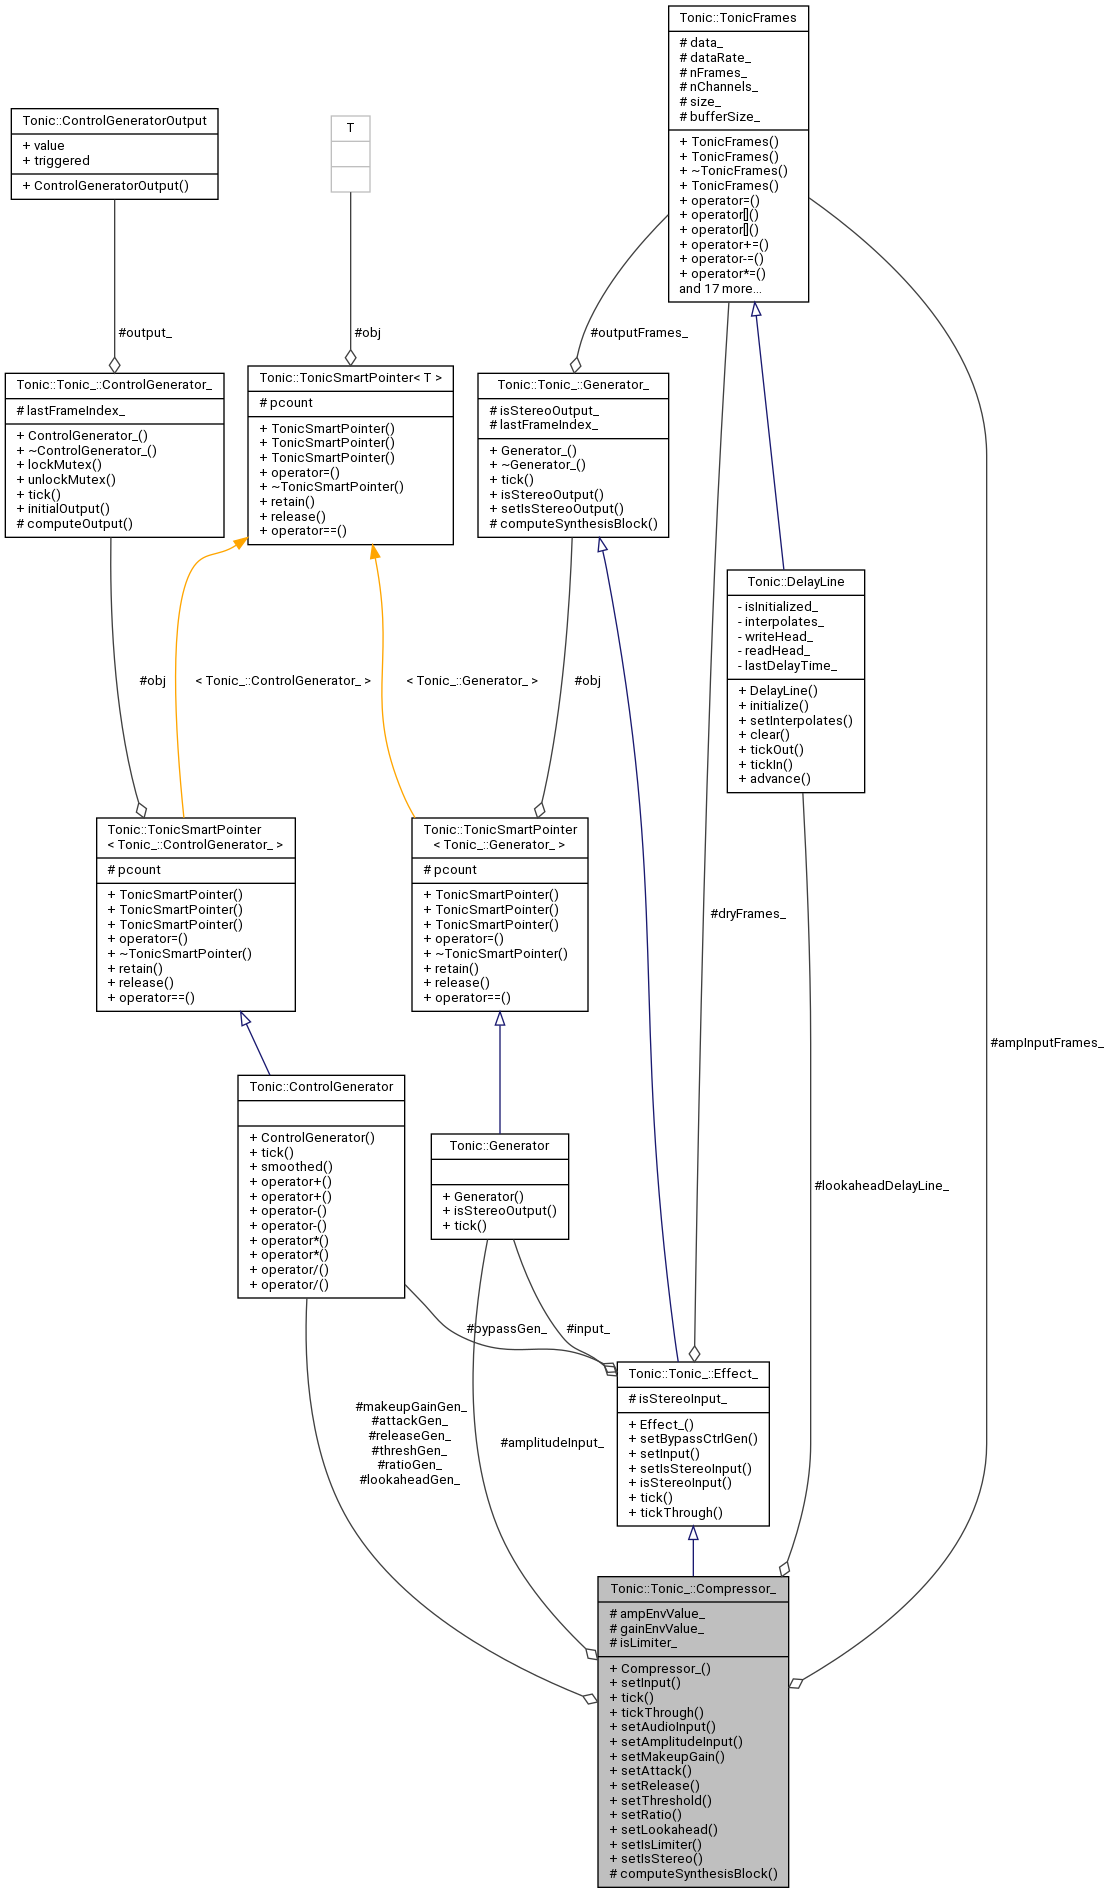 Tonic::TonicFrames
# data_
# dataRate_
# nFrames_
# nChannels_
# size_
# bufferSize_
+ TonicFrames()
+ TonicFrames()
+ ~TonicFrames()
+ TonicFrames()
+ operator=()
+ operator[]()
+ operator[]()
+ operator+=()
+ operator-=()
+ operator*=()
and 17 more...
Tonic::ControlGeneratorOutput
+ value
+ triggered
+ ControlGeneratorOutput()
T
#output_
#obj
#outputFrames_
Tonic::Tonic_::ControlGenerator_
# lastFrameIndex_
+ ControlGenerator_()
+ ~ControlGenerator_()
+ lockMutex()
+ unlockMutex()
+ tick()
+ initialOutput()
# computeOutput()
Tonic::TonicSmartPointer< T >
# pcount
+ TonicSmartPointer()
+ TonicSmartPointer()
+ TonicSmartPointer()
+ operator=()
+ ~TonicSmartPointer()
+ retain()
+ release()
+ operator==()
Tonic::Tonic_::Generator_
# isStereoOutput_
# lastFrameIndex_
+ Generator_()
+ ~Generator_()
+ tick()
+ isStereoOutput()
+ setIsStereoOutput()
# computeSynthesisBlock()
Tonic::DelayLine
- isInitialized_
- interpolates_
- writeHead_
- readHead_
- lastDelayTime_
+ DelayLine()
+ initialize()
+ setInterpolates()
+ clear()
+ tickOut()
+ tickIn()
+ advance()
#obj
< Tonic_::ControlGenerator_ >
< Tonic_::Generator_ >
#obj
Tonic::TonicSmartPointer
< Tonic_::ControlGenerator_ >
# pcount
+ TonicSmartPointer()
+ TonicSmartPointer()
+ TonicSmartPointer()
+ operator=()
+ ~TonicSmartPointer()
+ retain()
+ release()
+ operator==()
Tonic::TonicSmartPointer
< Tonic_::Generator_ >
# pcount
+ TonicSmartPointer()
+ TonicSmartPointer()
+ TonicSmartPointer()
+ operator=()
+ ~TonicSmartPointer()
+ retain()
+ release()
+ operator==()
#dryFrames_
#ampInputFrames_
Tonic::ControlGenerator
+ ControlGenerator()
+ tick()
+ smoothed()
+ operator+()
+ operator+()
+ operator-()
+ operator-()
+ operator*()
+ operator*()
+ operator/()
+ operator/()
Tonic::Generator
+ Generator()
+ isStereoOutput()
+ tick()
#lookaheadDelayLine_
#bypassGen_
#input_
Tonic::Tonic_::Effect_
# isStereoInput_
+ Effect_()
+ setBypassCtrlGen()
+ setInput()
+ setIsStereoInput()
+ isStereoInput()
+ tick()
+ tickThrough()
#makeupGainGen_
#attackGen_
#releaseGen_
#threshGen_
#ratioGen_
#lookaheadGen_
#amplitudeInput_
Tonic::Tonic_::Compressor_
# ampEnvValue_
# gainEnvValue_
# isLimiter_
+ Compressor_()
+ setInput()
+ tick()
+ tickThrough()
+ setAudioInput()
+ setAmplitudeInput()
+ setMakeupGain()
+ setAttack()
+ setRelease()
+ setThreshold()
+ setRatio()
+ setLookahead()
+ setIsLimiter()
+ setIsStereo()
# computeSynthesisBlock()